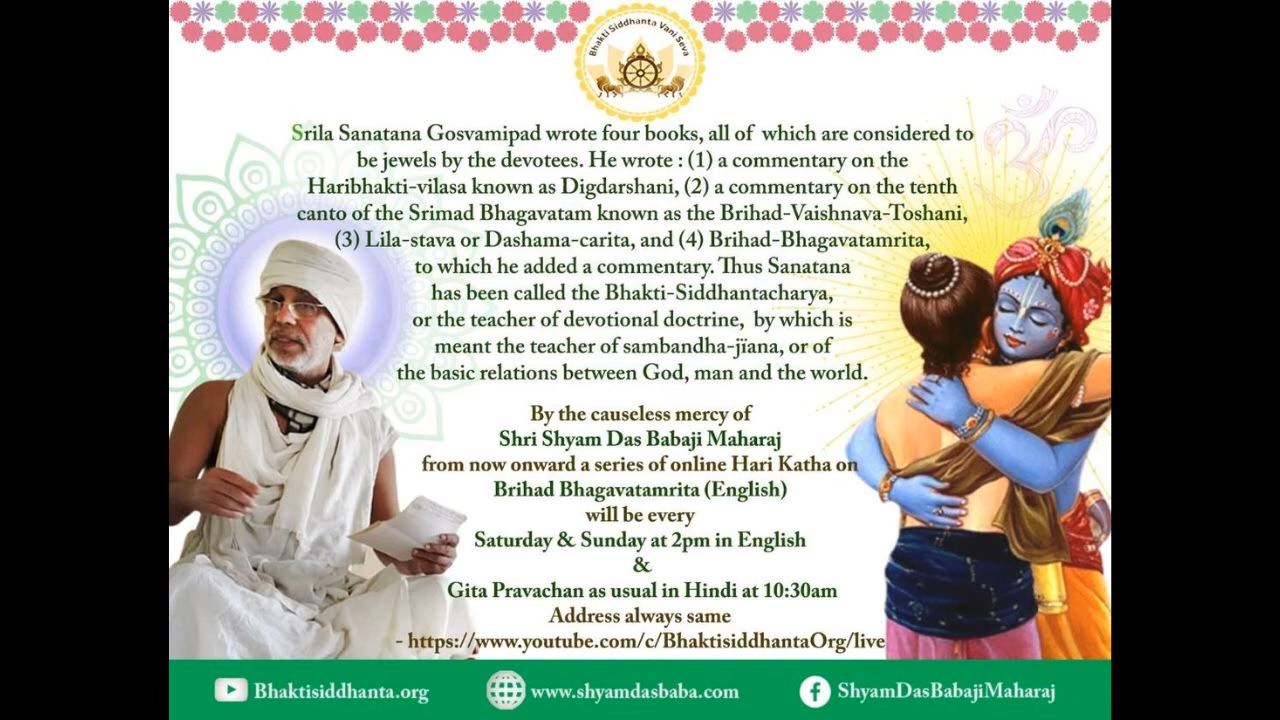 Bhakti Siddhanta Vani Seva
Srila Sanatana Gosvamipad wrote four books, all of which are considered to
be jewels by the devotees. He wrote : (1) a commentary on the
Haribhakti-vilasa known as Digdarshani, (2) a commentary on the tenth
canto of the Srimad Bhagavatam known as the Brihad-Vaishnava-Toshani,
(3) Lila-stava or Dashama-carita, and (4) Brihad-Bhagavatamrita,
to which he added a commentary. Thus Sanatana
has been called the Bhakti-Siddhantacharya,
or the teacher of devotional doctrine, by which is
meant the teacher of sambandha-jïana, or of
the basic relations between God, man and the world.
By the causeless mercy of
Shri Shyam Das Babaji Maharaj
from now onward a series of online Hari Katha on
Brihad Bhagavatamrita (English)
will be every
Saturday & Sunday at 2pm in English
&
Gita Pravachan as usual in Hindi at 10:30am
Address always same
- https://www.youtube.com/c/BhaktisiddhantaOrg/live
Bhaktisiddhanta.org
www.shyamdasbaba.com
ShyamDasBabajiMaharaj
ॐ